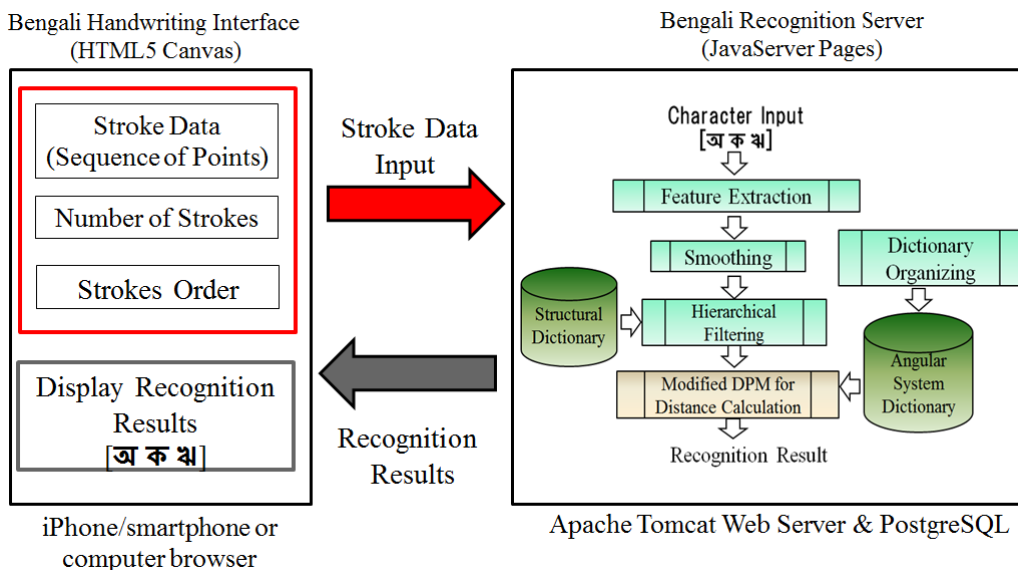 Bengali Handwriting Interface
(HTML5 Canvas)
Stroke Data
(Sequence of Points)
Number of Strokes
Strokes Order
Display Recognition
Results
[অ ক ঋ]
iPhone/smartphone or
computer browser
Stroke Data
Input
Recognition
Results
Bengali Recognition Server
(JavaServer Pages)
Character Input
[অ ক ঋ]
Feature Extraction
Smoothing
Dictionary
Organizing
Structural
Dictionary
Hierarchical
Filtering
Angular
System
Dictionary
Modified DPM for
Distance Calculation
Recognition Result
Apache Tomcat Web Server & PostgreSQL